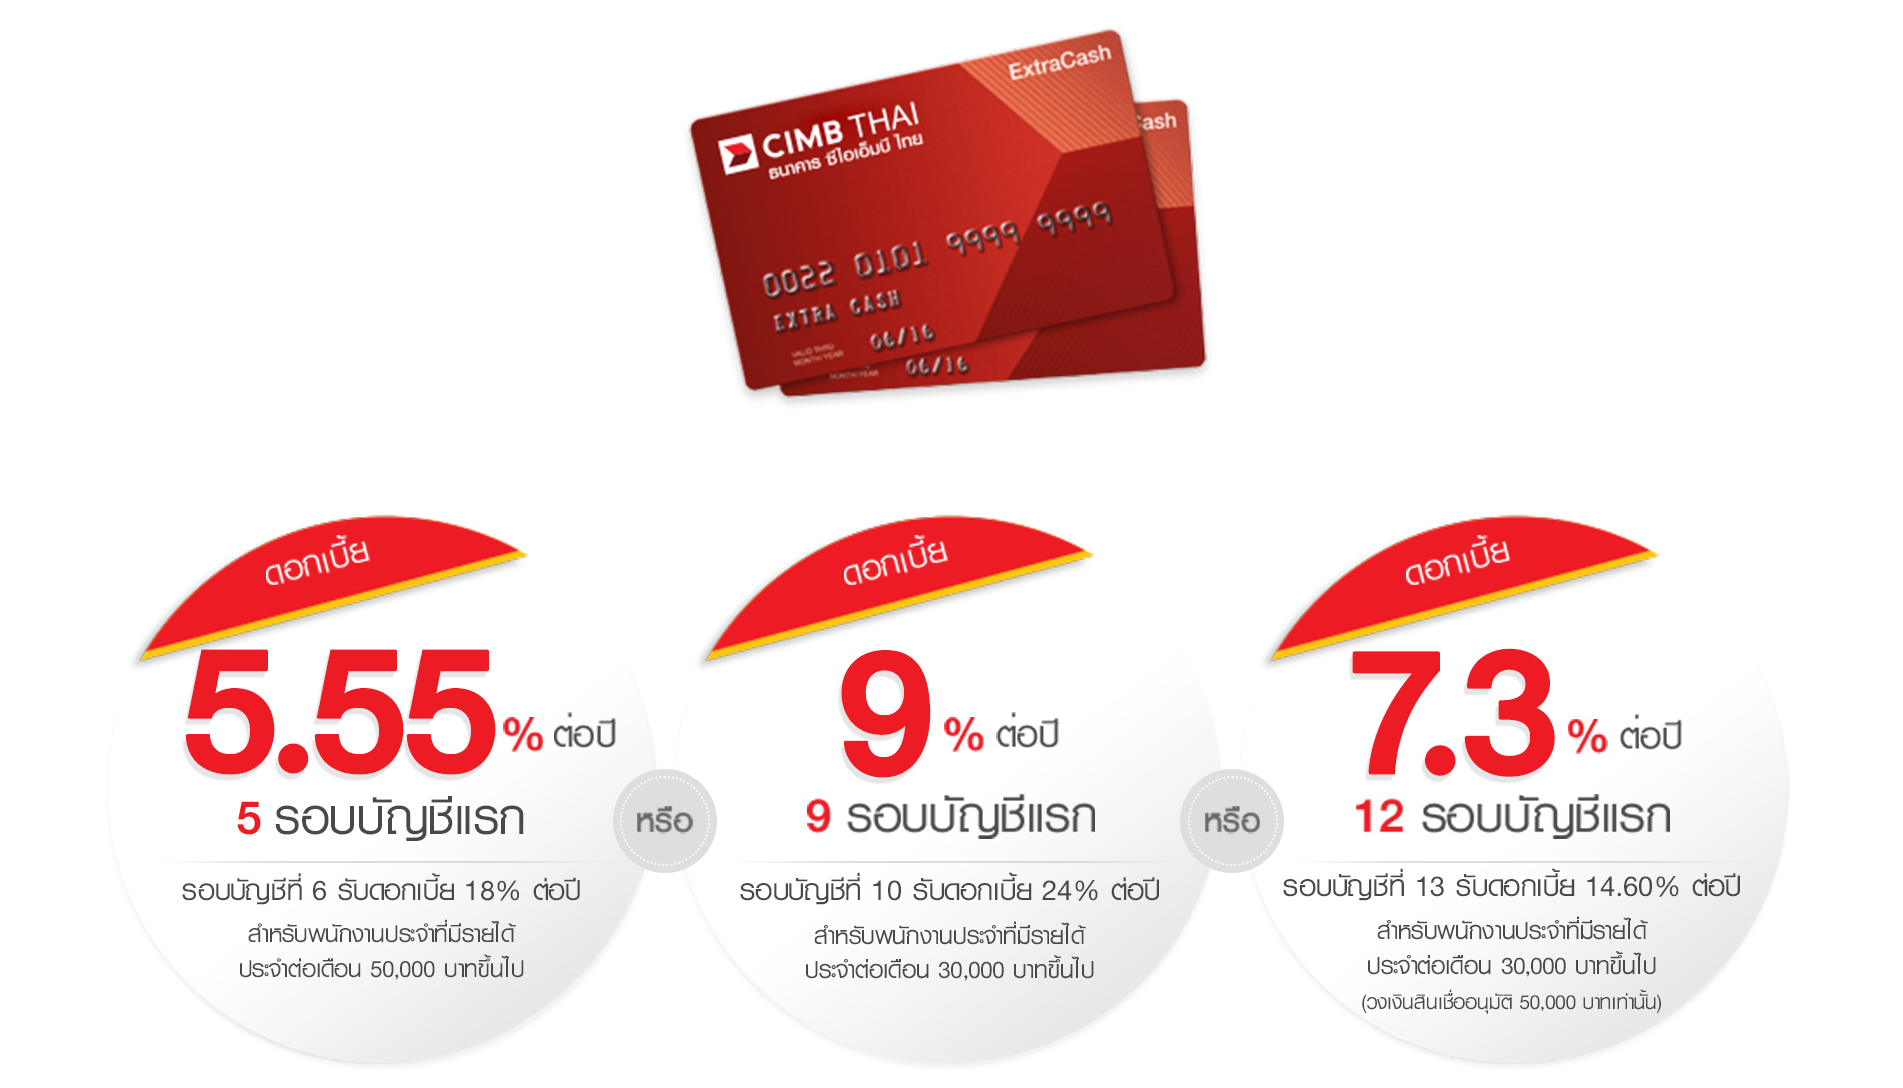 ExtraCash
CIMB THAI
ธนาคาร ซีไอเอ็มบี ไทย
0022 0101 9999 9999
EXTRA CASH
VALID THRU
MONTH/YEAR
06/16
ash
MONTH/YEAR
06/16
ดอกเบี้ย
5.55% ต่อปี
5 รอบบัญชีแรก
รอบบัญชีที่ 6 รับดอกเบี้ย 18% ต่อปี
สำหรับพนักงานประจำที่มีรายได้
ประจำต่อเดือน 50,000 บาทขึ้นไป
หรือ
ดอกเบี้ย
9% ต่อปี
9 รอบบัญชีแรก
รอบบัญชีที่ 10 รับดอกเบี้ย 24% ต่อปี
สำหรับพนักงานประจำที่มีรายได้
ประจำต่อเดือน 30,000 บาทขึ้นไป
หรือ
ดอกเบี้ย
7.3% ต่อปี
12 รอบบัญชีแรก
รอบบัญชีที่ 13 รับดอกเบี้ย 14.60% ต่อปี
สำหรับพนักงานประจำที่มีรายได้
ประจำต่อเดือน 30,000 บาทขึ้นไป
(วงเงินสินเชื่ออนุมัติ 50,000 บาทเท่านั้น)